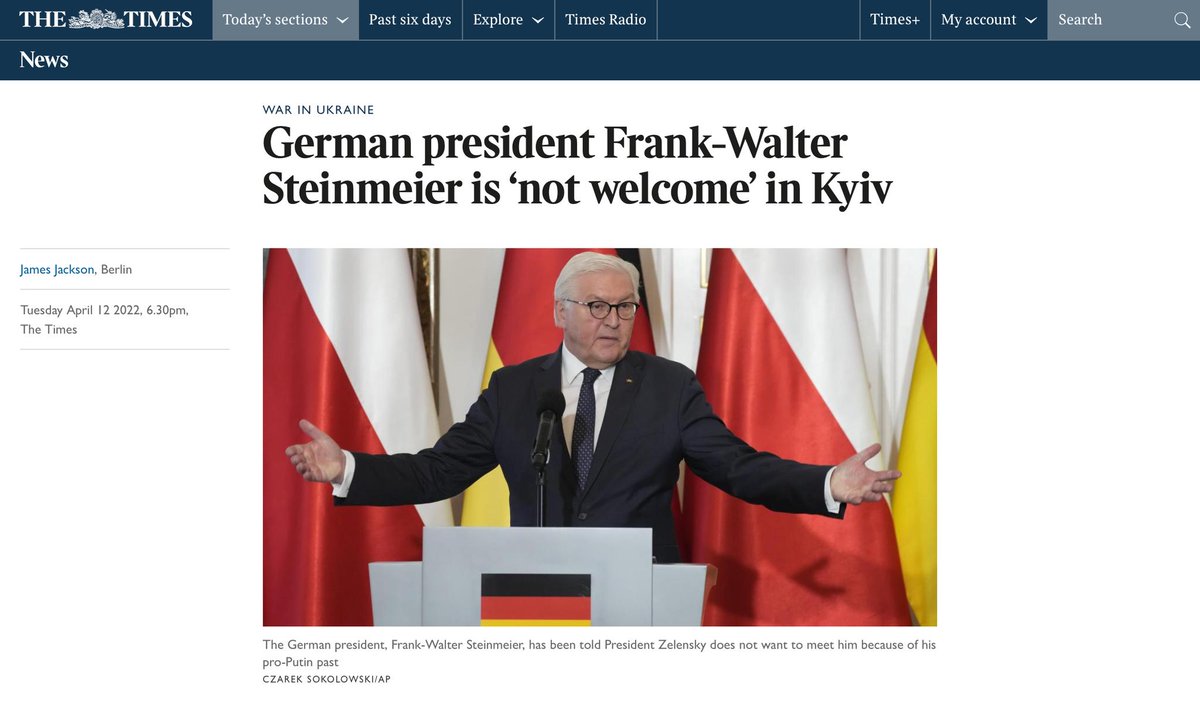 THE TIMES
Today's sections
Past six days
Explore
Times Radio
Times+
My account
Search
News
WAR IN UKRAINE
German president Frank-Walter
Steinmeier is ‘not welcome’ in Kyiv
James Jackson, Berlin
Tuesday April 12 2022, 6.30pm,
The Times
The German president, Frank-Walter Steinmeier, has been told President Zelensky does not want to meet him because of his
pro-Putin past
CZAREK SOKOLOWSKI/AP